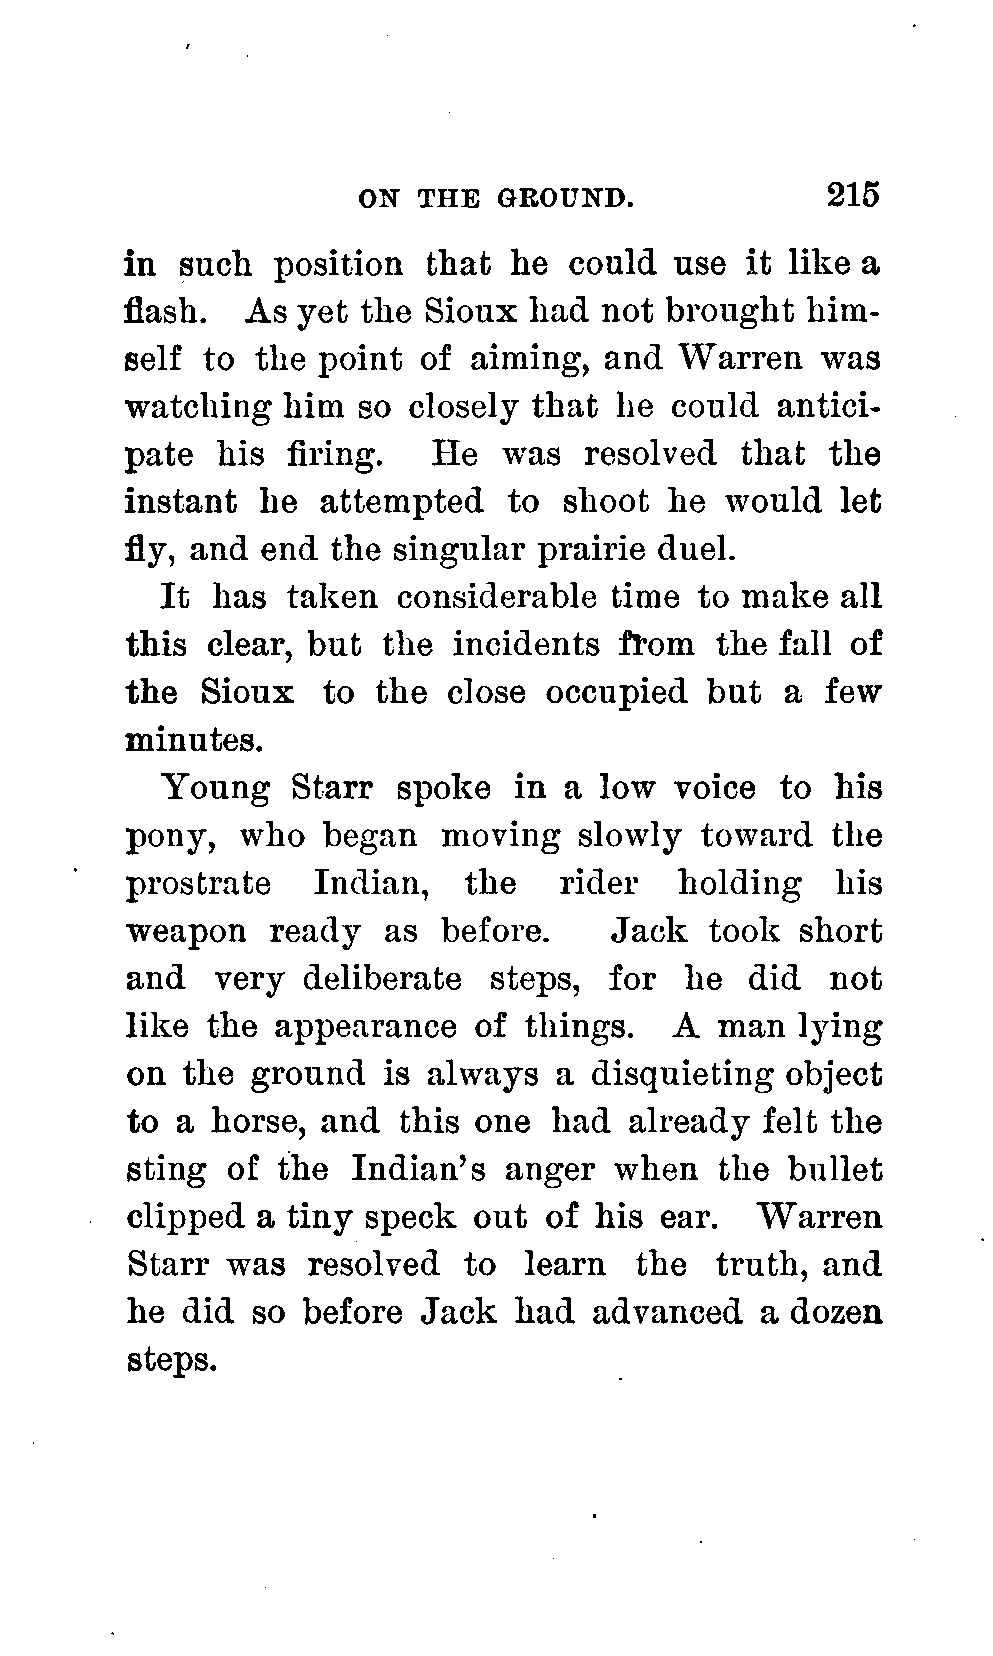 ON THE GROUND. 215
in such position that he could use it like a
flash. As yet the Sioux had not brought him-
self to the point of aiming, and Warren was
watching him so closely that he could antici-
pate his firing. He was resolved that the
instant he attempted to shoot he would let
fly, and end the singular prairie duel.
It has taken considerable time to make all
this clear, but the incidents from the fall of
the Sioux to the close occupied but a few
minutes.
Young Starr spoke in a low voice to his
pony, who began moving slowly toward the
prostrate Indian, the rider holding his
weapon ready as before. Jack took short
and very deliberate steps, for he did not
like the appearance of things. A man lying
on the ground is always a disquieting object
to a horse, and this one had already felt the
sting of the Indian's anger when the bullet
clipped a tiny speck out of his ear. Warren
Starr was resolved to learn the truth, and
he did so before Jack had advanced a dozen
steps.